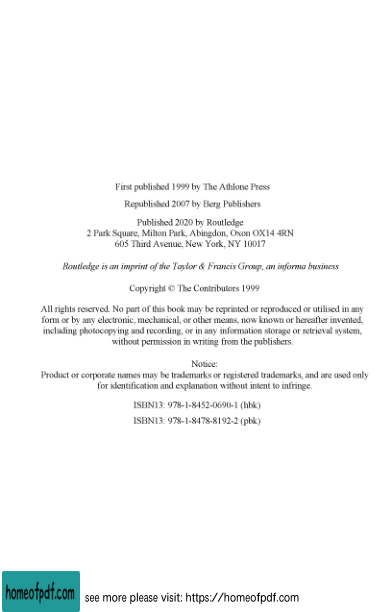 First published 1999 by The Athlone Press
Republished 2007 by Berg Publishers
Published 2020 by Routledge
2 Park Square, Milton Park, Abingdon, Oxon OX14 4RN
605 Third Avenue, New York, NY 10017
Routledge is an imprint of the Taylor & Francis Group, an informa business
Copyright © The Contributors 1999
All rights reserved. No part of this book may be reprinted or reproduced or utilised in any
form or by any electronic, mechanical, or other means, now known or hereafter invented,
including photocopying and recording, or in any information storage or retrieval system,
without permission in writing from the publishers.
Notice:
Product or corporate names may be trademarks or registered trademarks, and are used only
for identification and explanation without intent to infringe.
ISBN13: 978-1-8452-0690-1 (hbk)
ISBN13: 978-1-8478-8192-2 (pbk)
homeofpdf.com
see more please visit: https://homeofpdf.com